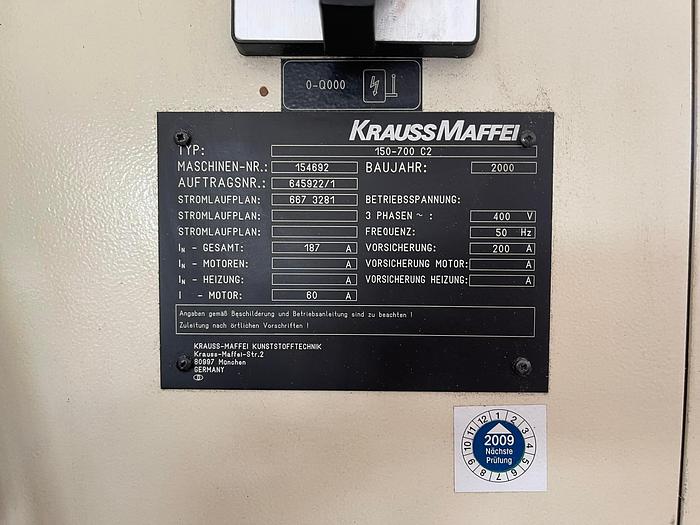 0-Q000
KRAUSSMAFFEI
TYP: 150-700 C2
MASCHINEN-NR.: 154692 BAUJAHR: 2000
AUFTRAGSNR.: 645922/1
STROMLAUFPLAN: 667 3281 BETRIEBSSPANNUNG:
STROMLAUFPLAN: 3 PHASEN ~ : 400 V
STROMLAUFPLAN: FREQUENZ: 50 Hz
IN - GESAMT: 187 A VORSICHERUNG: 200 A
IN - MOTOREN: A VORSICHERUNG MOTOR: A
IN - HEIZUNG: A VORSICHERUNG HEIZUNG: A
I - MOTOR: 60 A
Angaben gemäß Beschilderung und Betriebsanleitung sind zu beachten !
Zuleitung nach örtlichen Vorschriften !
KRAUSS-MAFFEI KUNSTSTOFFTECHNIK
Krauss-Maffei-Str.2
80997 München
GERMANY
1 2 3 4 5 6 7 8 9 10 11 12
2009
Nächste
Prüfung